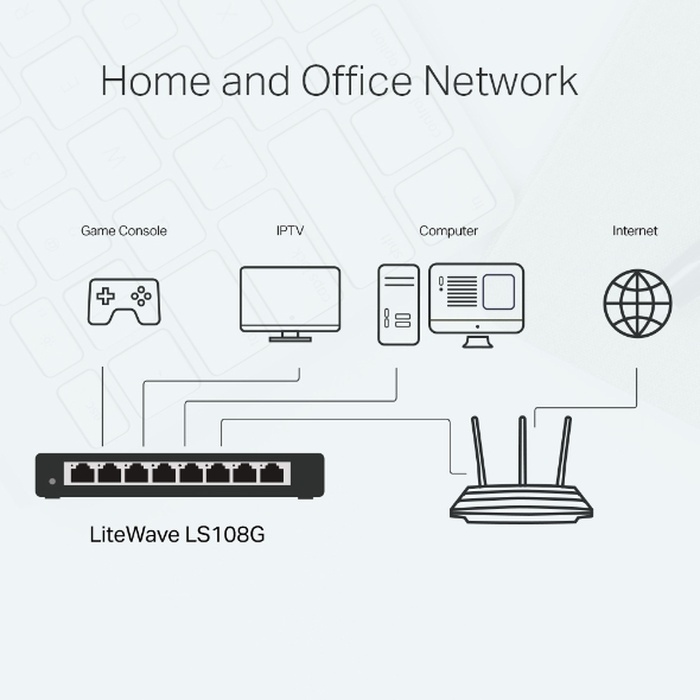 Home and Office Network
Game Console
IPTV
Computer
Internet
LiteWave LS108G